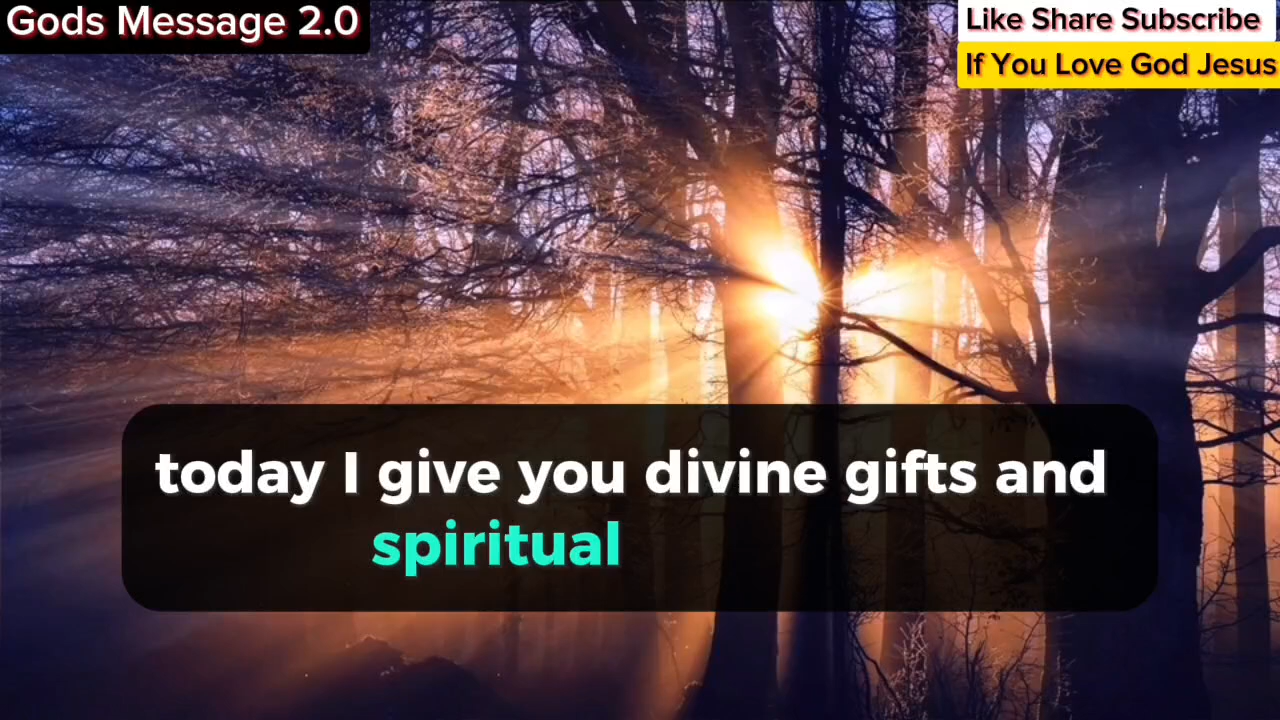 Gods Message 2.0
Like Share Subscribe
If You Love God Jesus
today I give you divine gifts and
spiritual